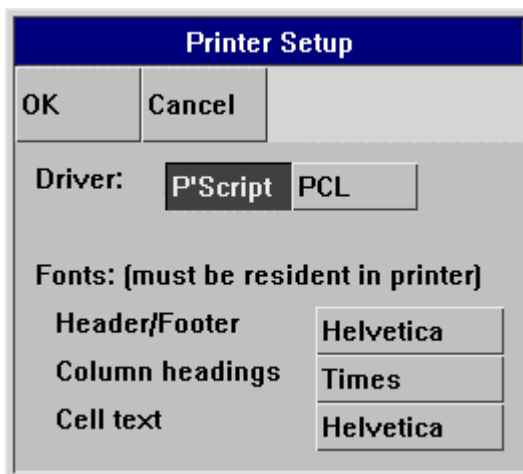 Printer Setup
OK Cancel
Driver: P'Script PCL
Fonts: (must be resident in printer)
Header/Footer Helvetica
Column headings Times
Cell text Helvetica